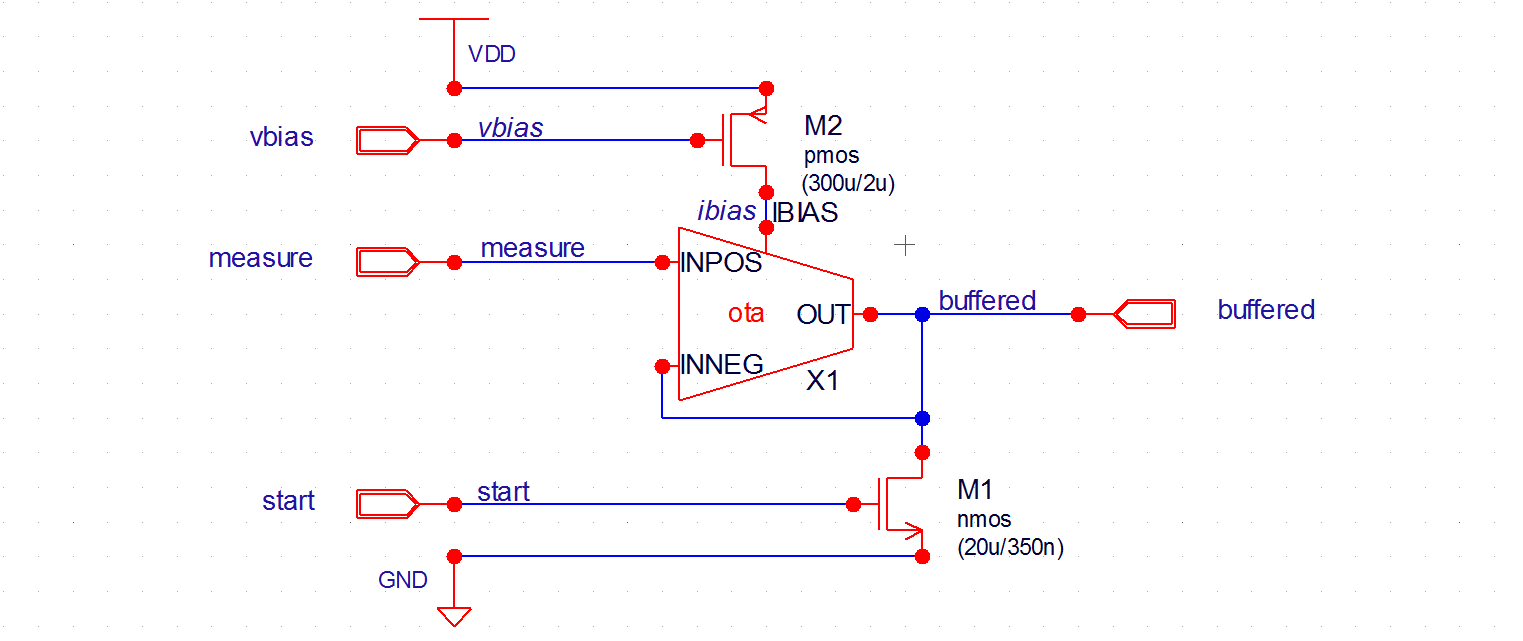 VDD
vbias
vbias
M2
pmos
(300u/2u)
ibias
IBIAS
measure
measure
INPOS
ota
OUT
buffered
buffered
INNEG
X1
start
start
M1
nmos
(20u/350n)
GND